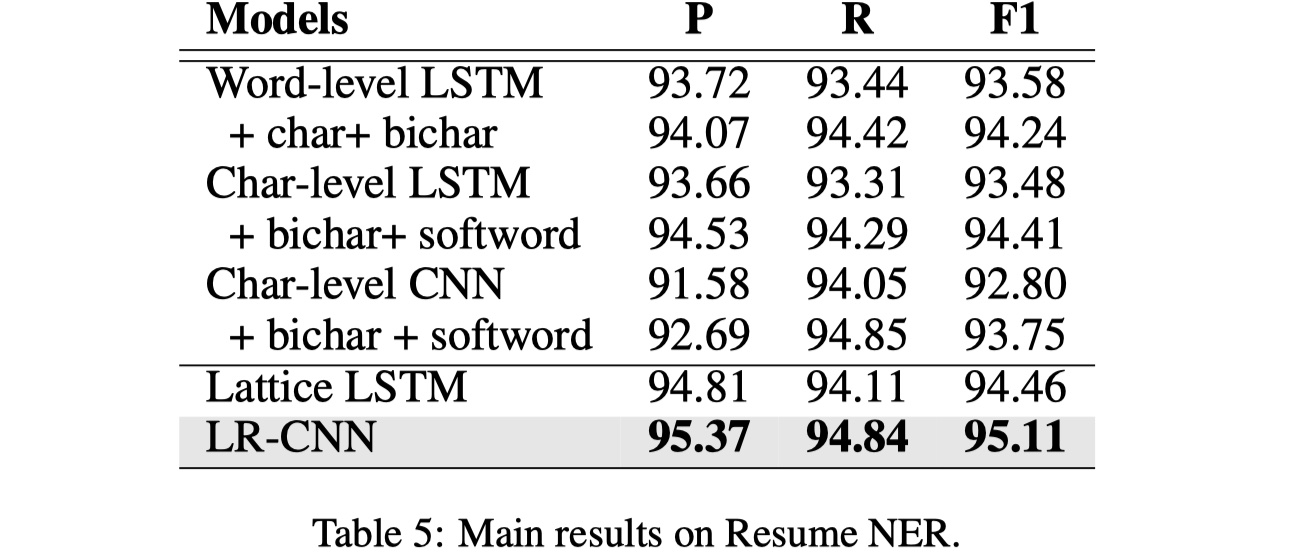 Models P R F1
Word-level LSTM 93.72 93.44 93.58
+ char+ bichar 94.07 94.42 94.24
Char-level LSTM 93.66 93.31 93.48
+ bichar+ softword 94.53 94.29 94.41
Char-level CNN 91.58 94.05 92.80
+ bichar + softword 92.69 94.85 93.75
Lattice LSTM 94.81 94.11 94.46
LR-CNN 95.37 94.84 95.11
Table 5: Main results on Resume NER.